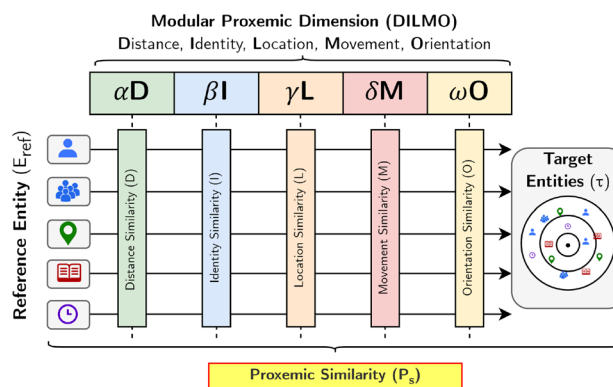 Modular Proxemic Dimension (DILMO)
Distance, Identity, Location, Movement, Orientation
αD βI γL δM ωO
Reference Entity (Eref)
Distance Similarity (D)
Identity Similarity (I)
Location Similarity (L)
Movement Similarity (M)
Orientation Similarity (O)
Target
Entities (τ)
Proxemic Similarity (Ps)